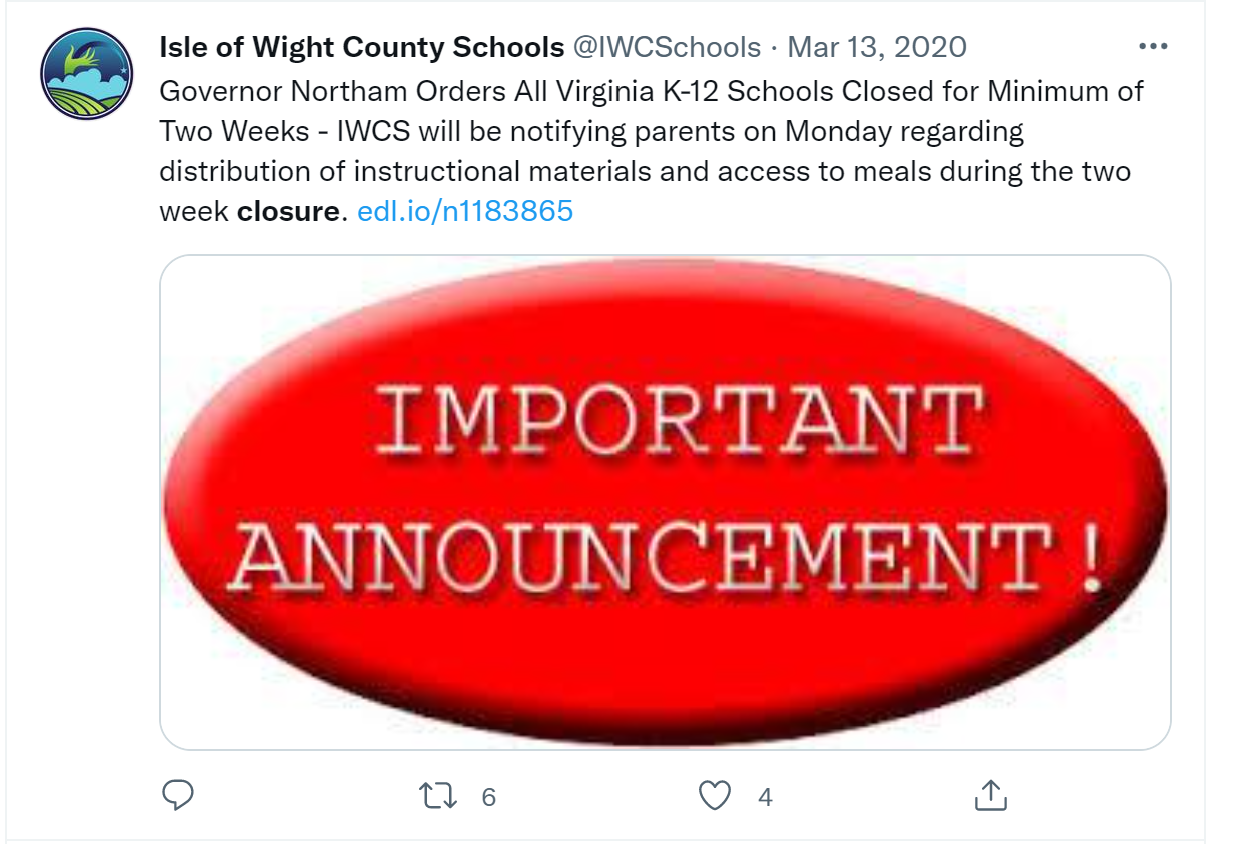 Isle of Wight County Schools @IWCSchools · Mar 13, 2020
Governor Northam Orders All Virginia K-12 Schools Closed for Minimum of
Two Weeks - IWCS will be notifying parents on Monday regarding
distribution of instructional materials and access to meals during the two
week closure. edl.io/n1183865
IMPORTANT
ANNOUNCEMENT!
6 4